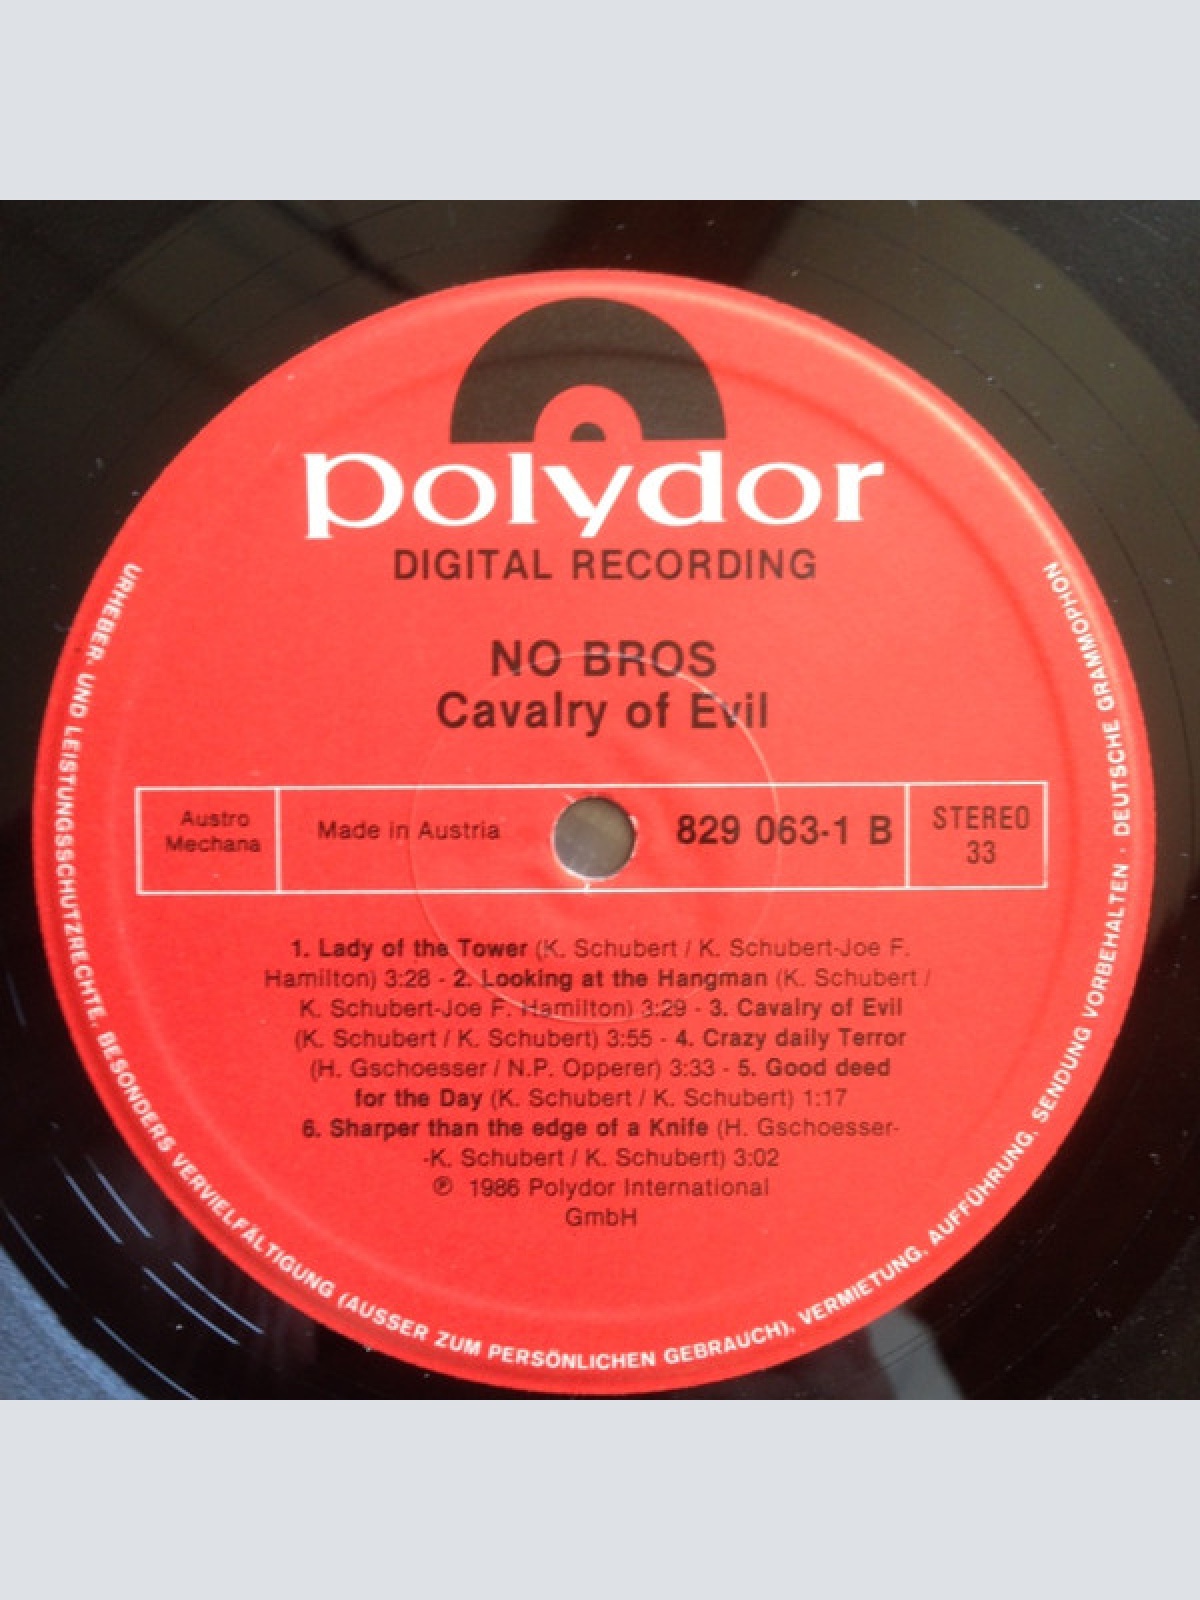 polydor
DIGITAL RECORDING
NO BROS
Cavalry of Evil
Austro
Mechana
Made in Austria
829 063-1 B
STEREO
33
1. Lady of the Tower (K. Schubert / K. Schubert-Joe F.
Hamilton) 3:28 - 2. Looking at the Hangman (K. Schubert /
K. Schubert-Joe F. Hamilton) 3:29 - 3. Cavalry of Evil
(K. Schubert / K. Schubert) 3:55 - 4. Crazy daily Terror
(H. Gschoesser / N.P. Opperer) 3:33 - 5. Good deed
for the Day (K. Schubert / K. Schubert) 1:17
6. Sharper than the edge of a Knife (H. Gschoesser-
-K. Schubert / K. Schubert) 3:02
℗ 1986 Polydor International
GmbH
URHEBER- UND LEISTUNGSSCHUTZRECHTE, BESONDERS VERVIELFÄLTIGUNG (AUSSER ZUM PERSÖNLICHEN GEBRAUCH), VERMIETUNG, AUFFÜHRUNG, SENDUNG VORBEHALTEN · DEUTSCHE GRAMMOPHON